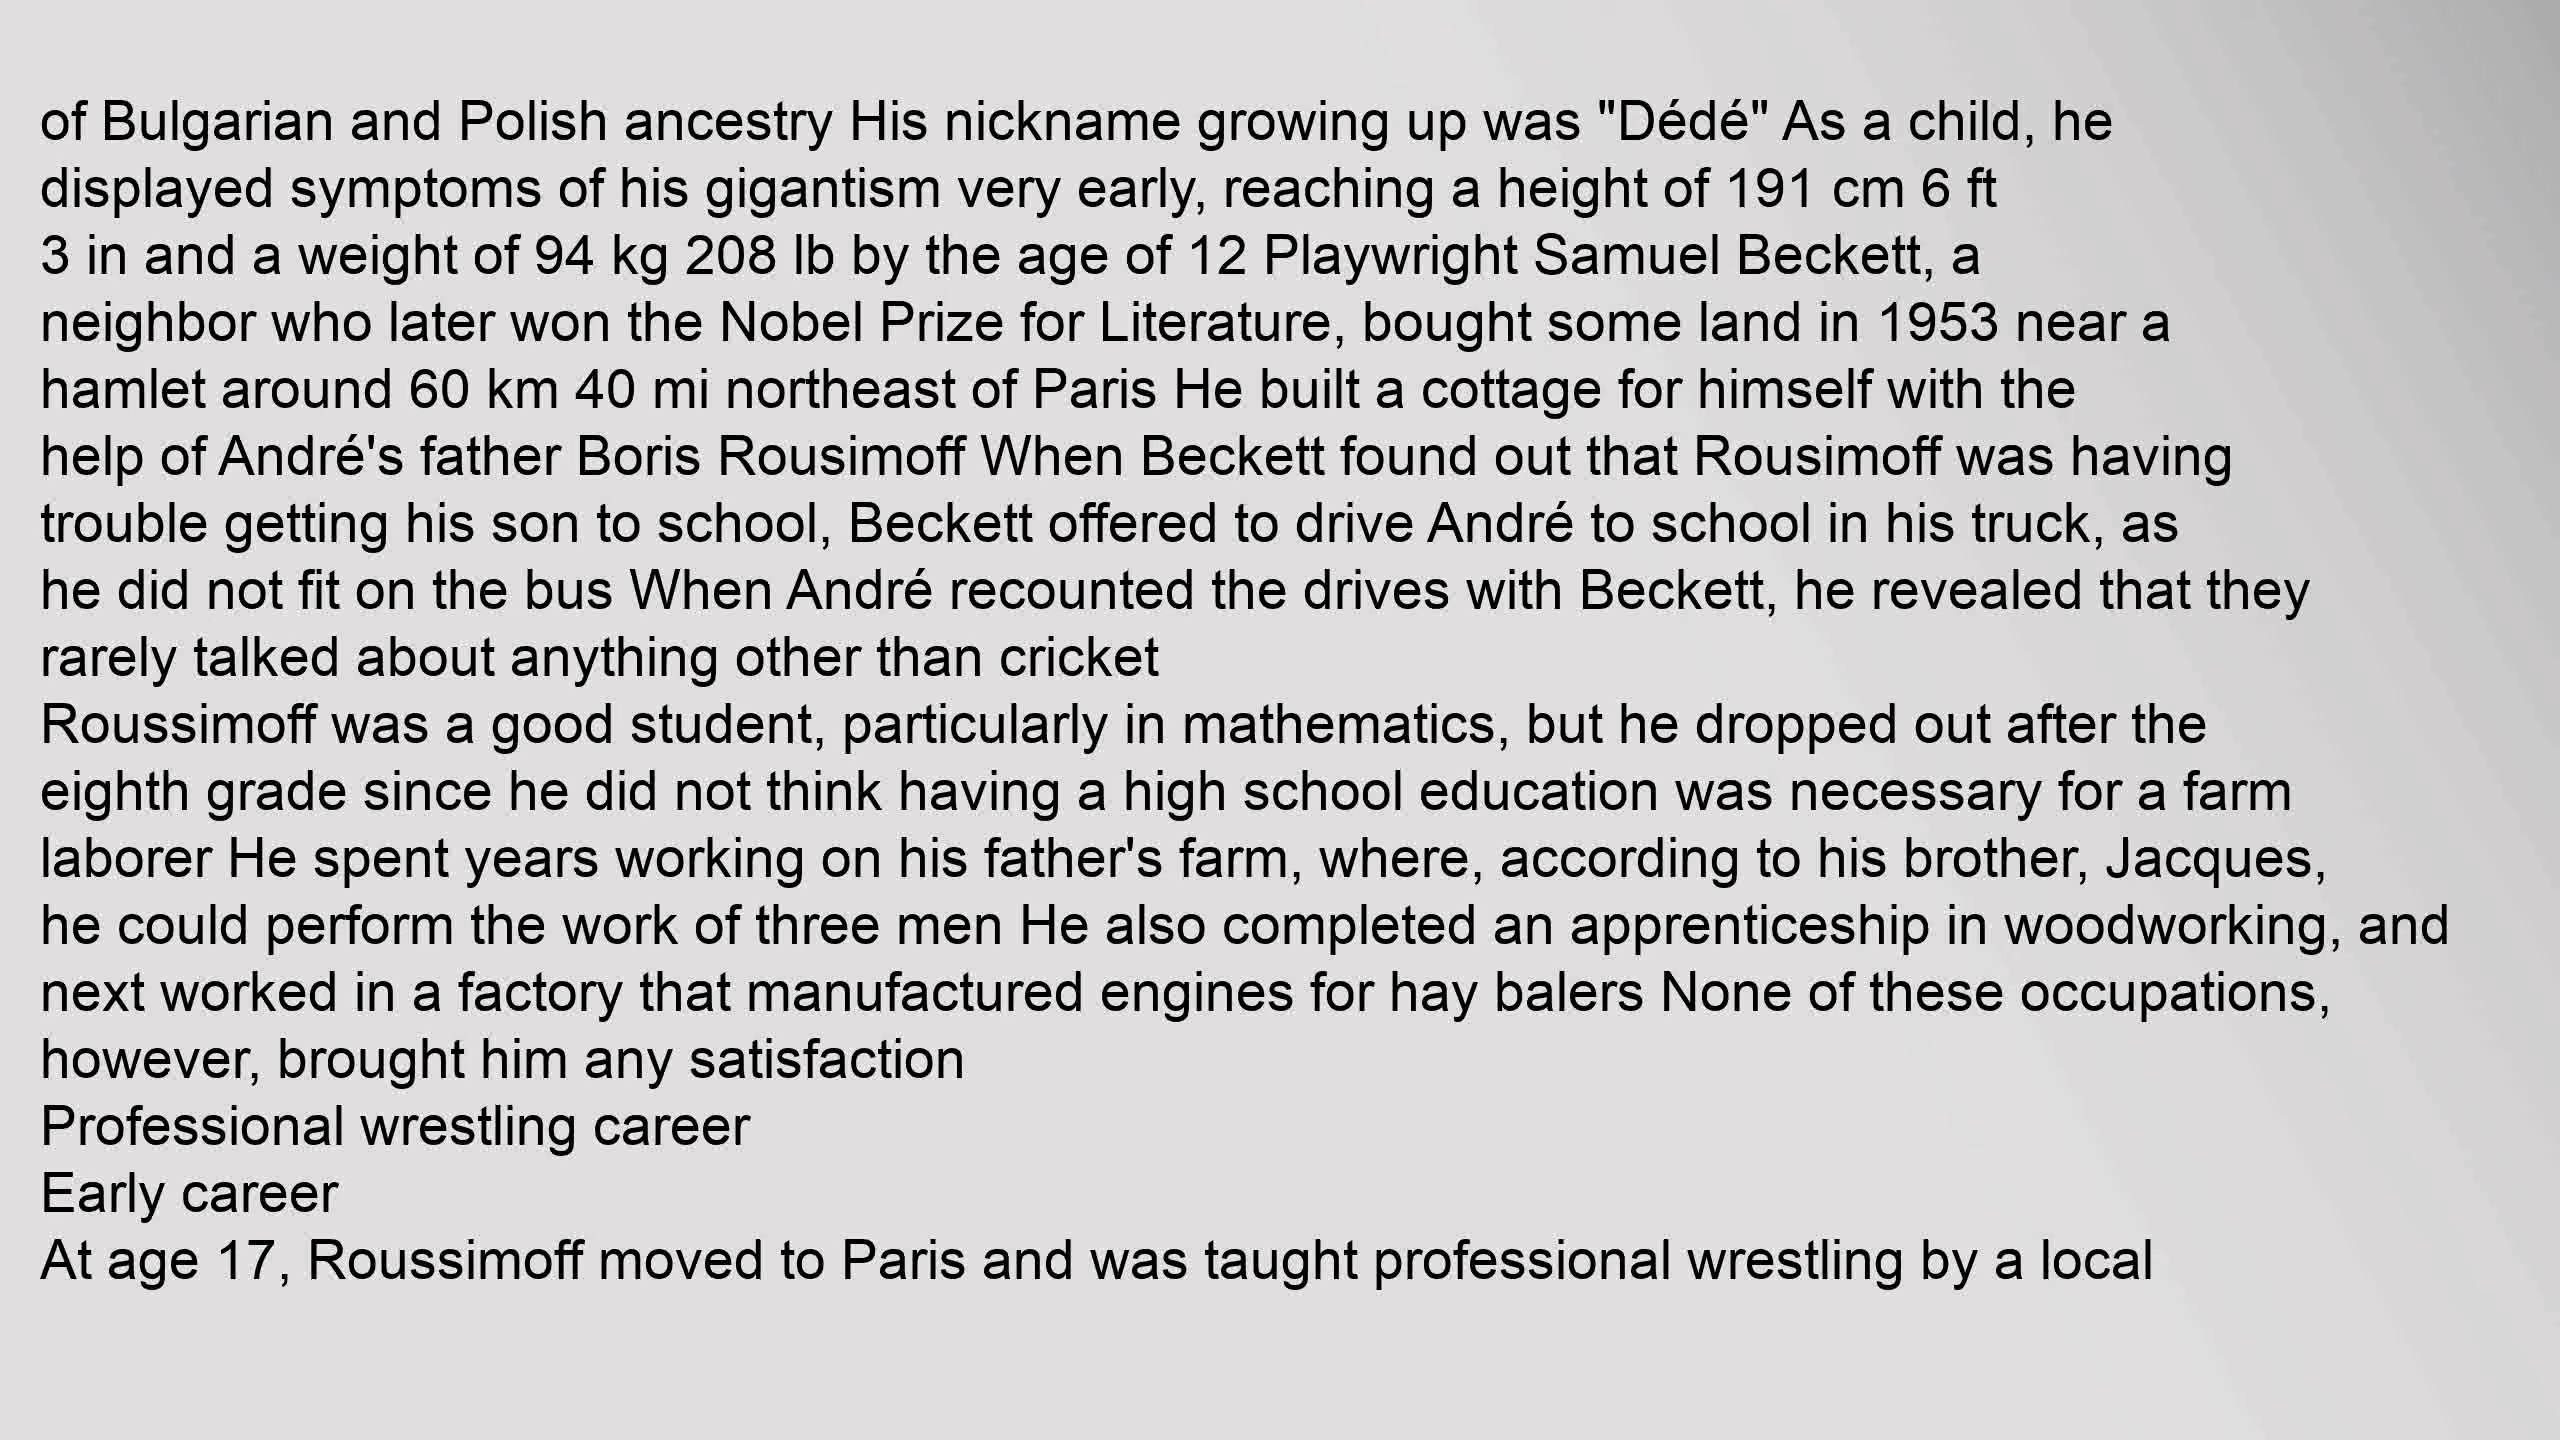 of Bulgarian and Polish ancestry His nickname growing up was "Dédé" As a child, he
displayed symptoms of his gigantism very early, reaching a height of 191 cm 6 ft
3 in and a weight of 94 kg 208 lb by the age of 12 Playwright Samuel Beckett, a
neighbor who later won the Nobel Prize for Literature, bought some land in 1953 near a
hamlet around 60 km 40 mi northeast of Paris He built a cottage for himself with the
help of André's father Boris Rousimoff When Beckett found out that Rousimoff was having
trouble getting his son to school, Beckett offered to drive André to school in his truck, as
he did not fit on the bus When André recounted the drives with Beckett, he revealed that they
rarely talked about anything other than cricket
Roussimoff was a good student, particularly in mathematics, but he dropped out after the
eighth grade since he did not think having a high school education was necessary for a farm
laborer He spent years working on his father's farm, where, according to his brother, Jacques,
he could perform the work of three men He also completed an apprenticeship in woodworking, and
next worked in a factory that manufactured engines for hay balers None of these occupations,
however, brought him any satisfaction
Professional wrestling career
Early career
At age 17, Roussimoff moved to Paris and was taught professional wrestling by a local